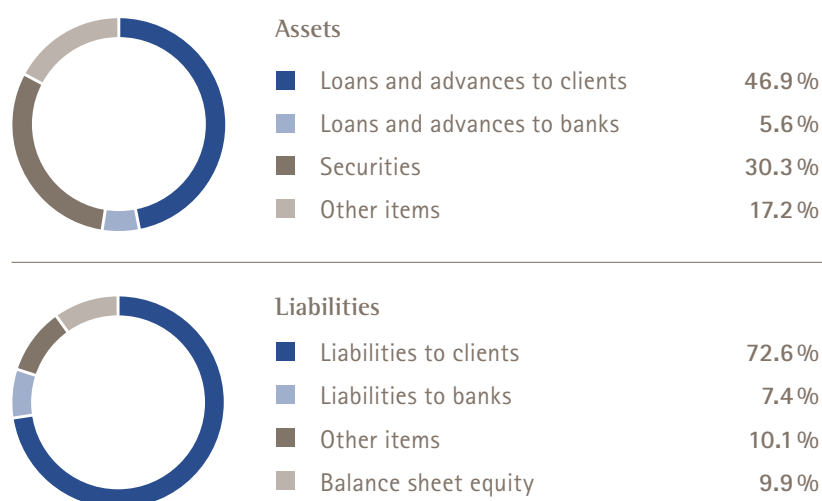 Assets
Loans and advances to clients 46.9 %
Loans and advances to banks 5.6 %
Securities 30.3 %
Other items 17.2 %
Liabilities
Liabilities to clients 72.6 %
Liabilities to banks 7.4 %
Other items 10.1 %
Balance sheet equity 9.9 %